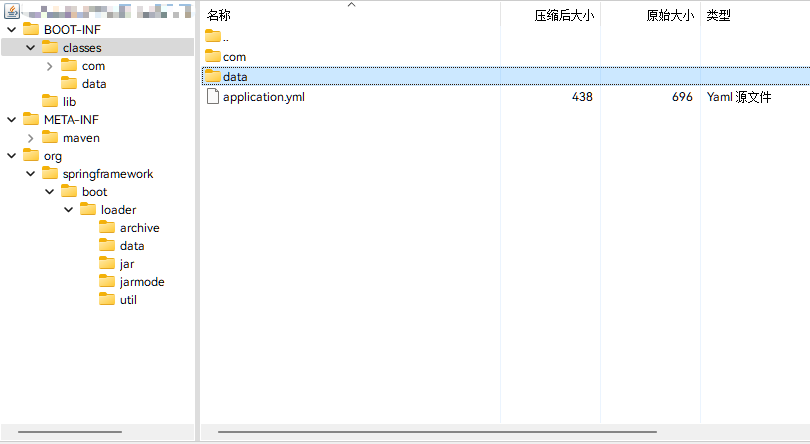 名称 压缩后大小 原始大小 类型
BOOT-INF
classes
com
data
lib
META-INF
maven
org
springframework
boot
loader
archive
data
jar
jarmode
util
..
com
data
application.yml 438 696 Yaml 源文件